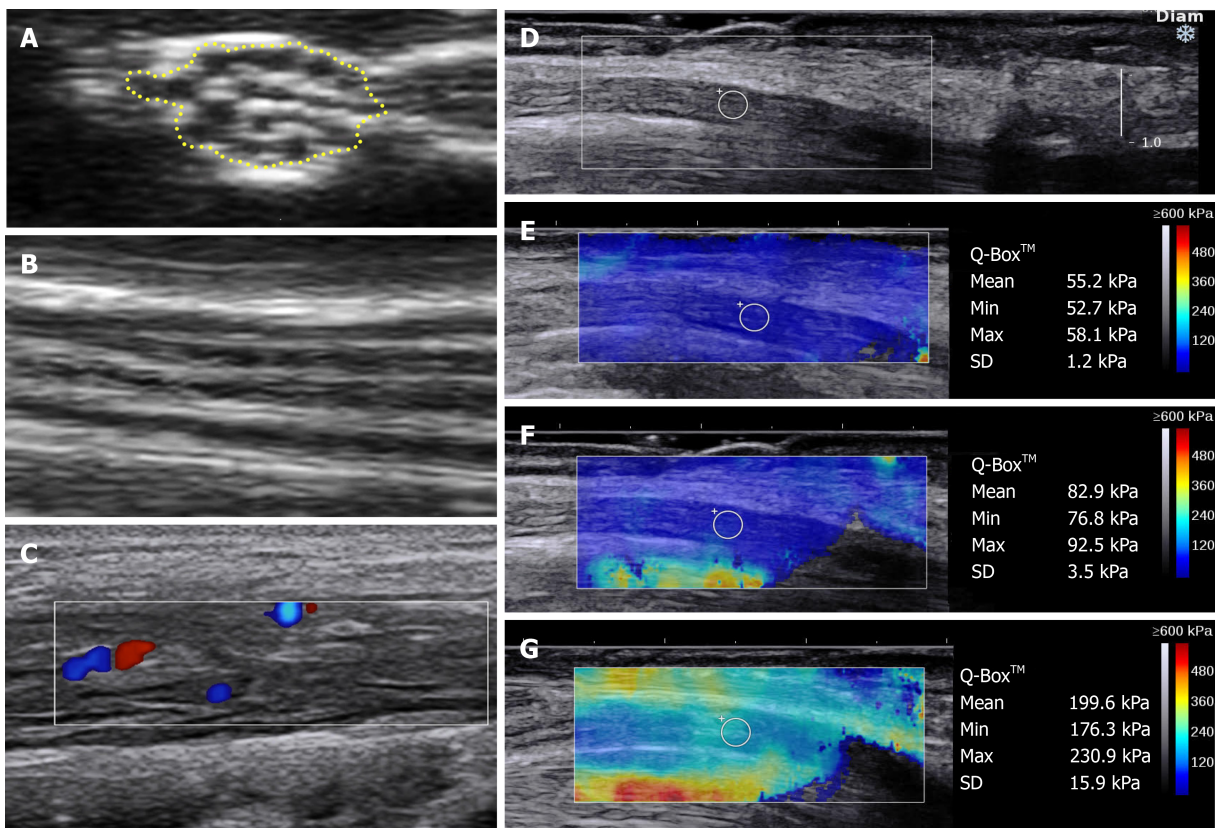 A
B
C
D
Diam
- 1.0
E
≥600 kPa
Q-Box™
Mean 55.2 kPa
Min 52.7 kPa
Max 58.1 kPa
SD 1.2 kPa
480
360
240
120
F
≥600 kPa
Q-Box™
Mean 82.9 kPa
Min 76.8 kPa
Max 92.5 kPa
SD 3.5 kPa
480
360
240
120
G
≥600 kPa
Q-Box™
Mean 199.6 kPa
Min 176.3 kPa
Max 230.9 kPa
SD 15.9 kPa
480
360
240
120